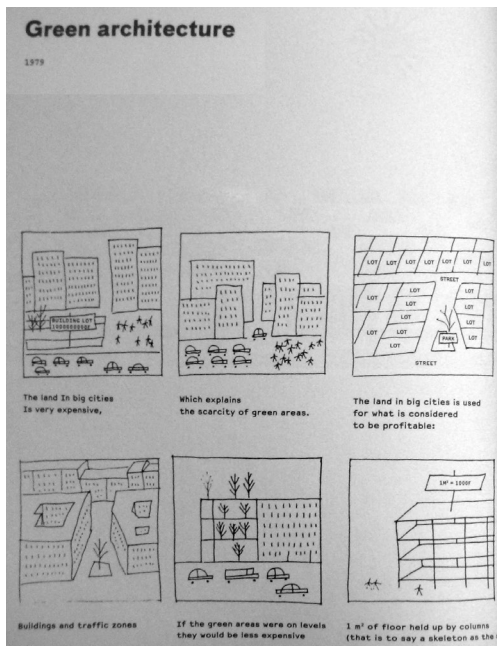 Green architecture
1979
BUILDING LOT
LOT LOT LOT LOT LOT LOT LOT
STREET
LOT LOT LOT
LOT LOT
LOT LOT LOT
LOT LOT
PARK
STREET
The land In big cities
Is very expensive,
Which explains
the scarcity of green areas.
The land in big cities is used
for what is considered
to be profitable:
1M² = 1000F
Buildings and traffic zones
If the green areas were on levels
they would be less expensive
1 m² of floor held up by columns
(that is to say a skeleton as the